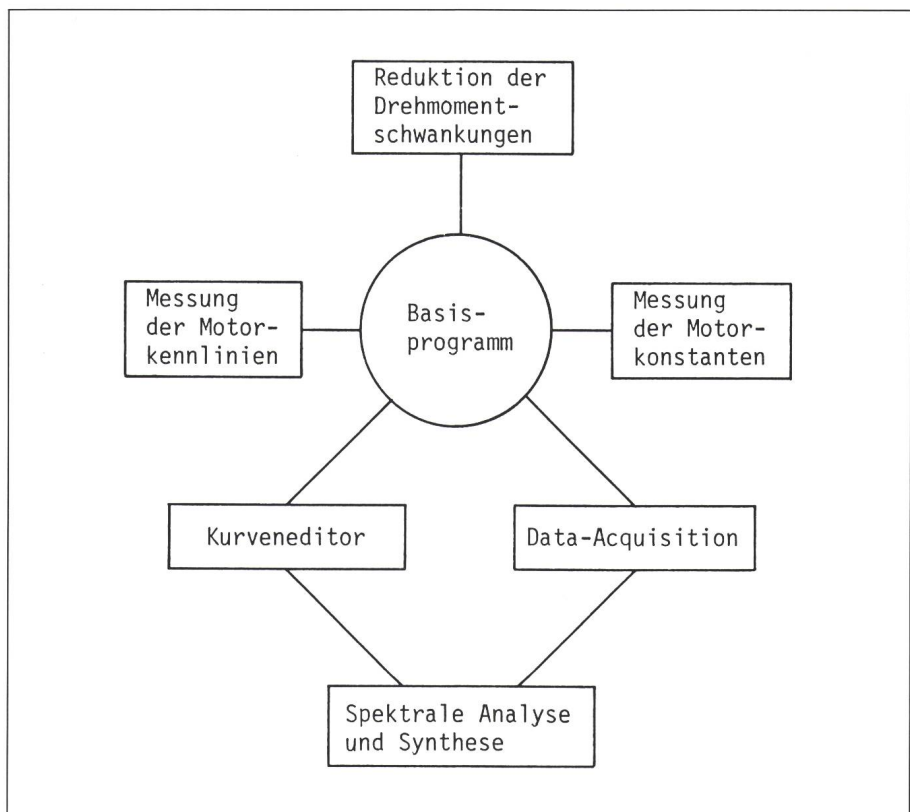 Reduktion der
Drehmoment-
schwankungen
Messung
der Motor-
kennlinien
Basis-
programm
Messung
der Motor-
konstanten
Kurveneditor
Data-Acquisition
Spektrale Analyse
und Synthese